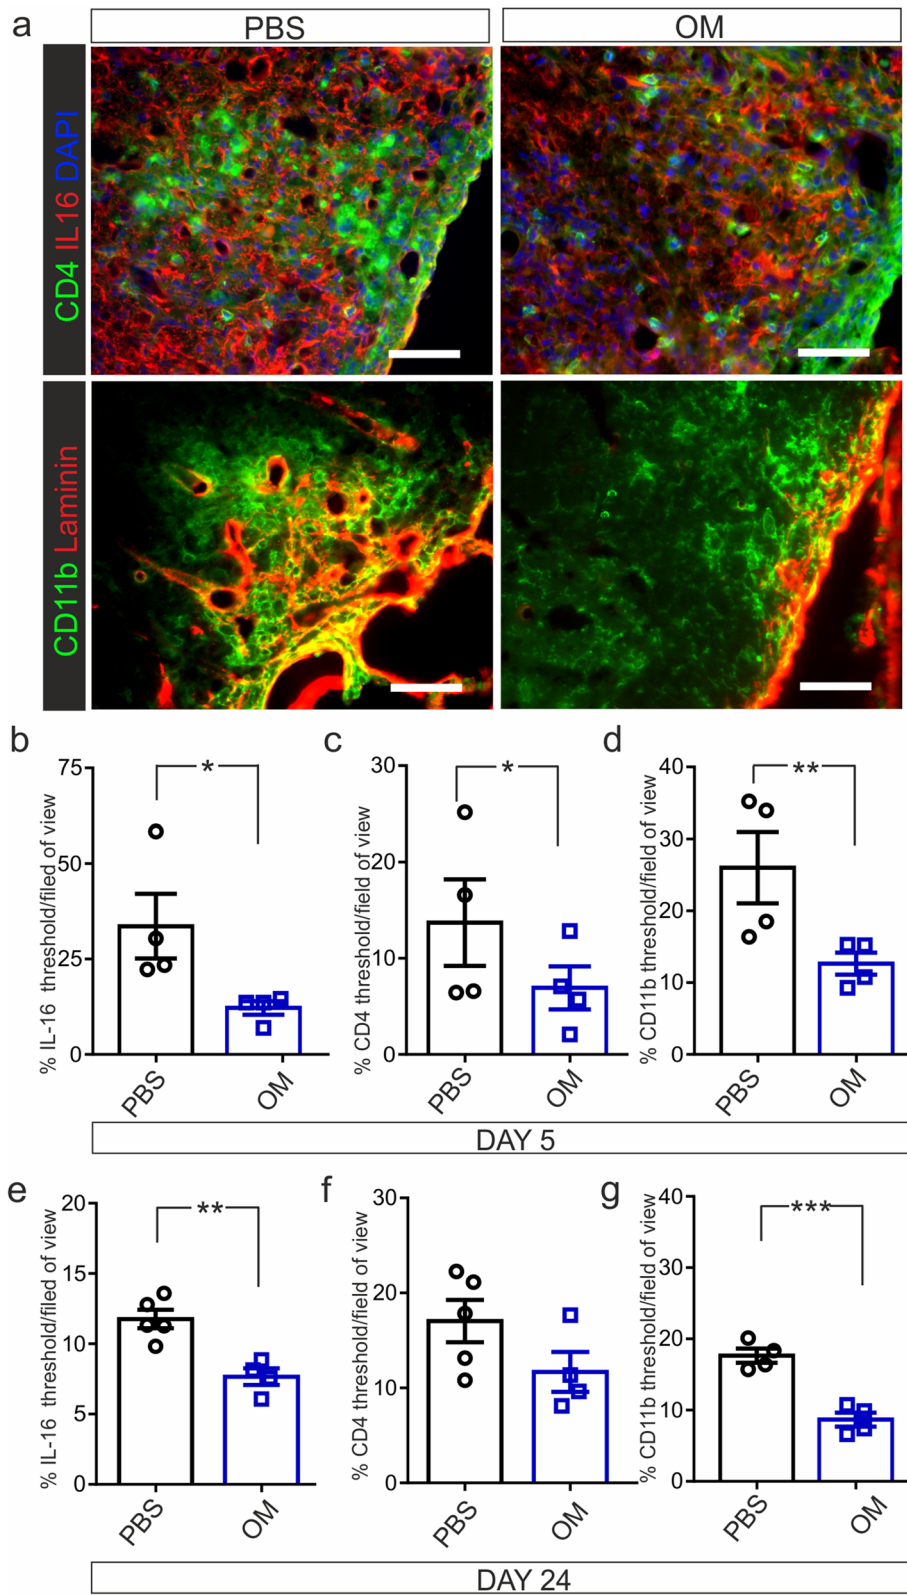 a
PBS
OM
CD4 IL16 DAPI
CD11b Laminin
b
% IL-16 threshold/filed of view
75
50
25
0
*
PBS
OM
c
% CD4 threshold/field of view
30
20
10
0
*
PBS
OM
d
% CD11b threshold/field of view
40
30
20
10
0
**
PBS
OM
DAY 5
e
% IL-16 threshold/filed of view
20
15
10
5
0
**
PBS
OM
f
% CD4 threshold/field of view
30
20
10
0
PBS
OM
g
% CD11b threshold/field of view
40
30
20
10
0
***
PBS
OM
DAY 24